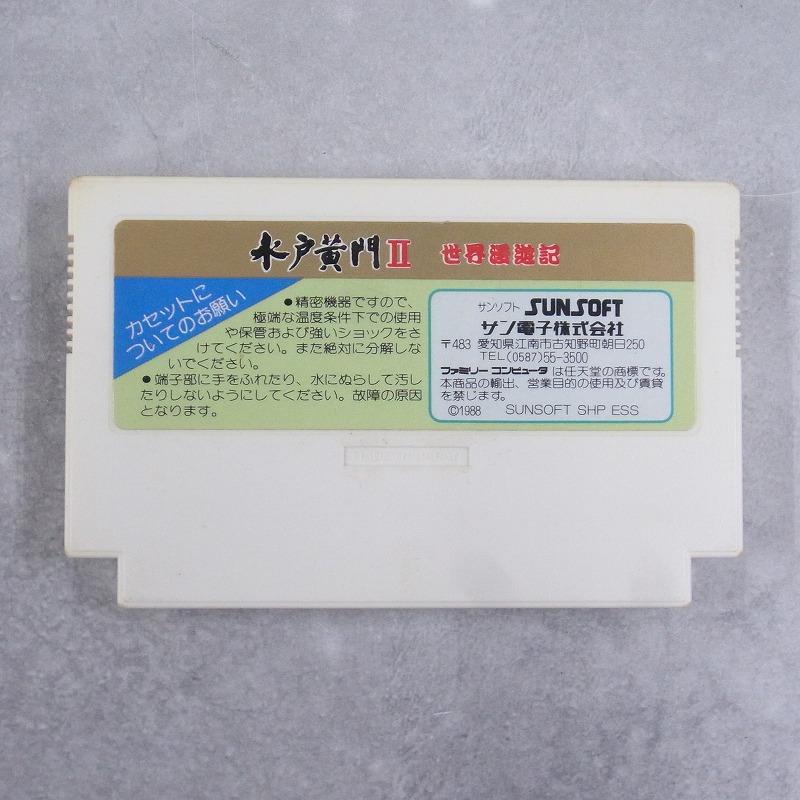 水戸黄門II 世界漫遊記
カセットに
ついてのお願い
●精密機器ですので、
極端な温度条件下での使用
や保管および強いショックをさ
けてください。また絶対に分解しな
いでください。
●端子部に手をふれたり、水にぬらして汚し
たりしないようにしてください。故障の原因
となります。
サンソフト SUNSOFT
サン電子株式会社
〒483 愛知県江南市古知野町朝日250
TEL(0587)55-3500
ファミリー コンピュータ は任天堂の商標です。
本商品の輸出、営業目的の使用及び賃貸
を禁じます。
©1988 SUNSOFT SHP ESS